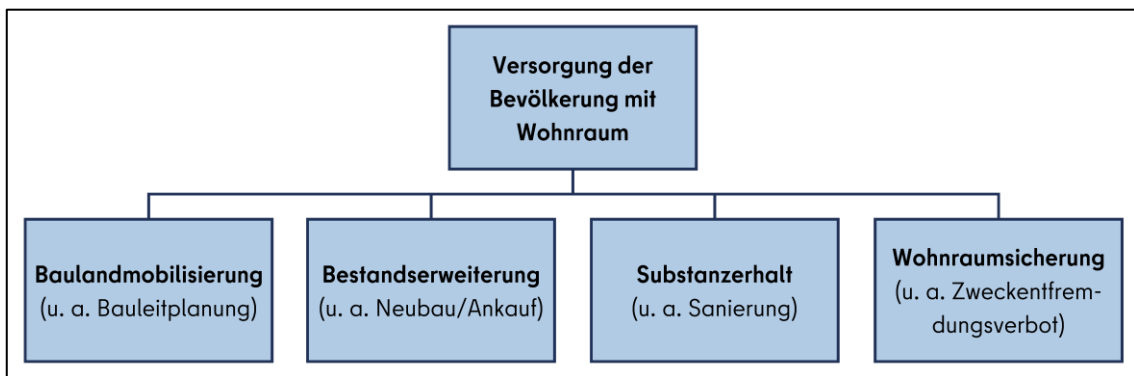 Versorgung der
Bevölkerung mit
Wohnraum
Baulandmobilisierung
(u. a. Bauleitplanung)
Bestandserweiterung
(u. a. Neubau/Ankauf)
Substanzerhalt
(u. a. Sanierung)
Wohnraumsicherung
(u. a. Zweckentfrem-
dungsverbot)